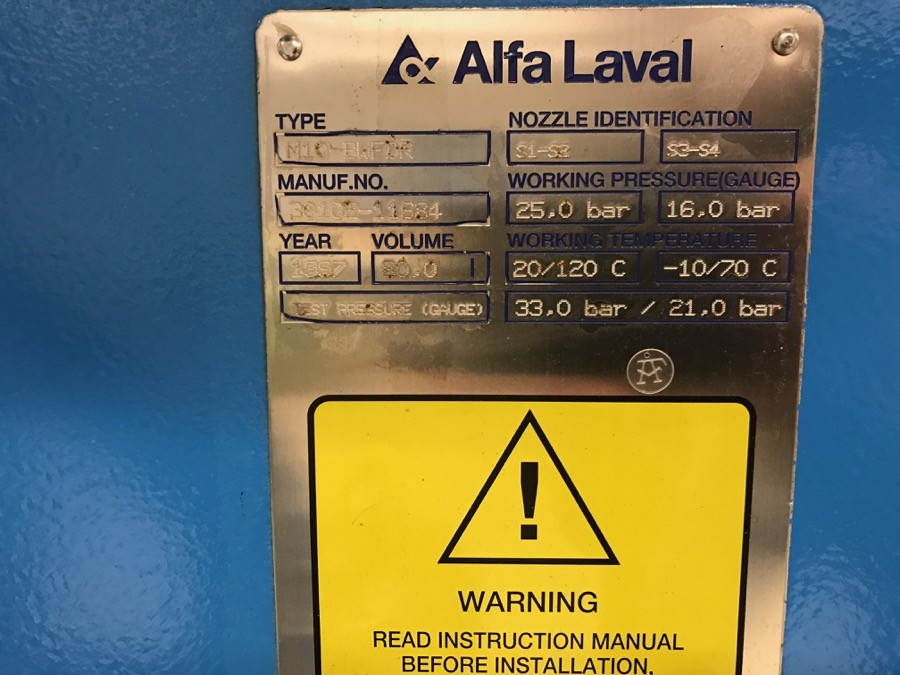 Alfa Laval
TYPE NOZZLE IDENTIFICATION
S1-S2 S3-S4
MANUF.NO. WORKING PRESSURE(GAUGE)
25,0 bar 16,0 bar
YEAR VOLUME WORKING TEMPERATURE
1997 l 20/120 C -10/70 C
TEST PRESSURE (GAUGE) 33,0 bar / 21,0 bar
WARNING
READ INSTRUCTION MANUAL
BEFORE INSTALLATION,